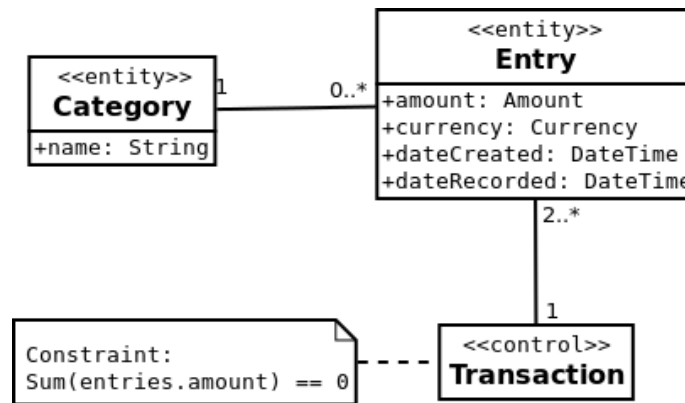 <<entity>>
Entry
+amount: Amount
+currency: Currency
+dateCreated: DateTime
+dateRecorded: DateTime
<<entity>>
Category
+name: String
1
0..*
2..*
1
<<control>>
Transaction
Constraint:
Sum(entries.amount) == 0